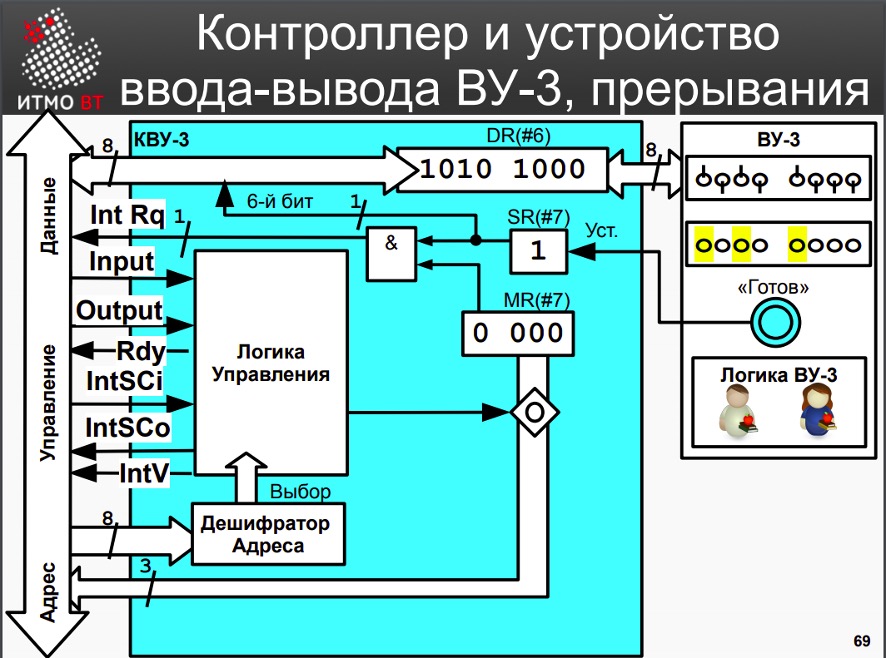 Контроллер и устройство
ввода-вывода ВУ-3, прерывания
ИТМО ВТ
КВУ-3
DR(#6)
ВУ-3
8
1010 1000
8
Данные
6-й бит
1
SR(#7)
Int Rq
1
Уст.
&
1
Input
«Готов»
MR(#7)
Output
0 000
Rdy
Логика
Управления
Управление
IntSCi
Логика ВУ-3
IntSCo
IntV
Выбор
8
Дешифратор
Адреса
3
Адрес
69